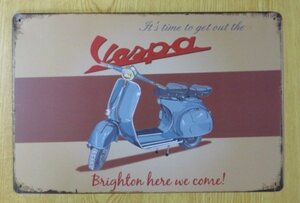 It's time to get out the
Vespa
Brighton here we come!